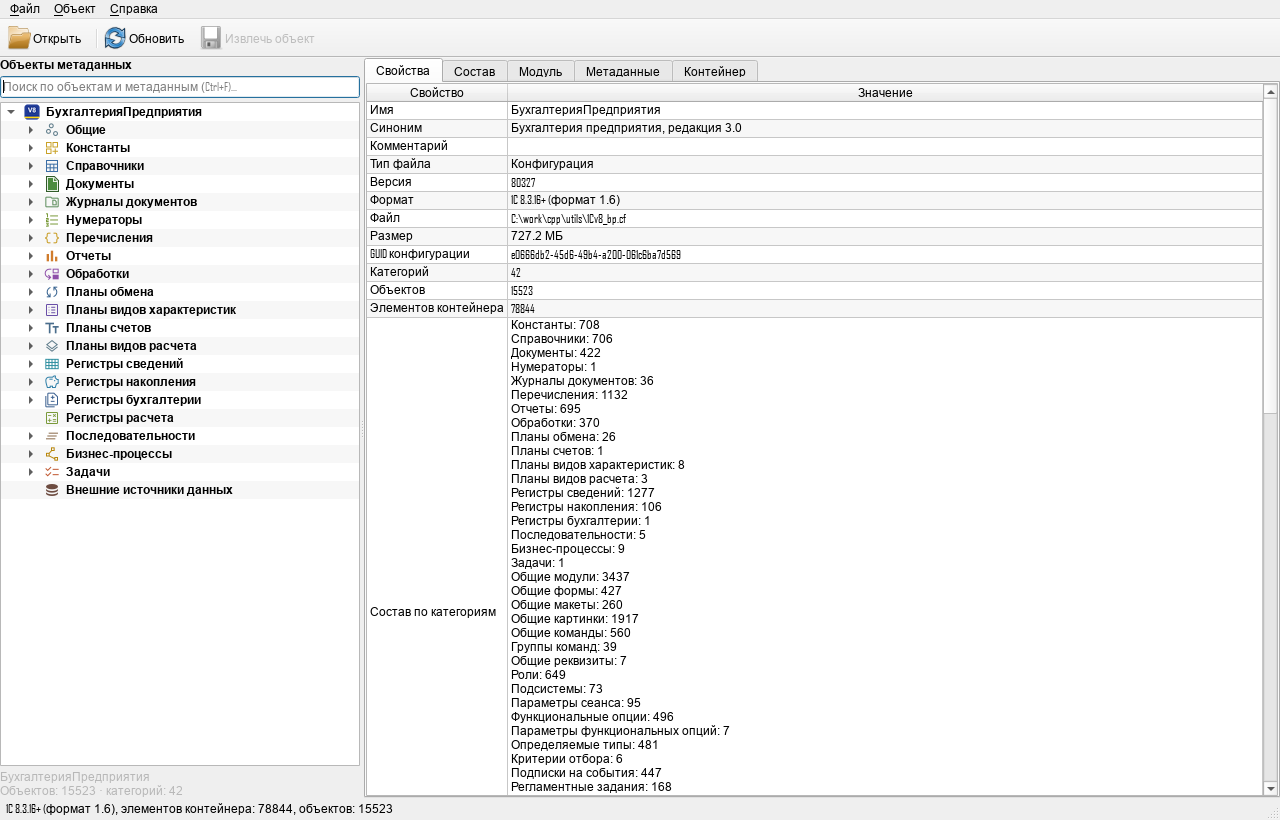 Файл Объект Справка
Открыть Обновить Извлечь объект
Объекты метаданных
Поиск по объектам и метаданным (Ctrl+F)...
V8 БухгалтерияПредприятия
Общие
Константы
Справочники
Документы
Журналы документов
Нумераторы
Перечисления
Отчеты
Обработки
Планы обмена
Планы видов характеристик
Планы счетов
Планы видов расчета
Регистры сведений
Регистры накопления
Регистры бухгалтерии
Регистры расчета
Последовательности
Бизнес-процессы
Задачи
Внешние источники данных
БухгалтерияПредприятия
Объектов: 15523 · категорий: 42
Свойства Состав Модуль Метаданные Контейнер
Свойство Значение
Имя БухгалтерияПредприятия
Синоним Бухгалтерия предприятия, редакция 3.0
Комментарий
Тип файла Конфигурация
Версия 80327
Формат 1C 8.3.16+ (формат 1.6)
Файл C:\work\cpp\utils\1Cv8_bp.cf
Размер 727.2 МБ
GUID конфигурации e0666db2-45d6-49b4-a200-061c6ba7d569
Категорий 42
Объектов 15523
Элементов контейнера 78844
Состав по категориям
Константы: 708
Справочники: 706
Документы: 422
Нумераторы: 1
Журналы документов: 36
Перечисления: 1132
Отчеты: 695
Обработки: 370
Планы обмена: 26
Планы счетов: 1
Планы видов характеристик: 8
Планы видов расчета: 3
Регистры сведений: 1277
Регистры накопления: 106
Регистры бухгалтерии: 1
Последовательности: 5
Бизнес-процессы: 9
Задачи: 1
Общие модули: 3437
Общие формы: 427
Общие макеты: 260
Общие картинки: 1917
Общие команды: 560
Группы команд: 39
Общие реквизиты: 7
Роли: 649
Подсистемы: 73
Параметры сеанса: 95
Функциональные опции: 496
Параметры функциональных опций: 7
Определяемые типы: 481
Критерии отбора: 6
Подписки на события: 447
Регламентные задания: 168
1C 8.3.16+ (формат 1.6), элементов контейнера: 78844, объектов: 15523